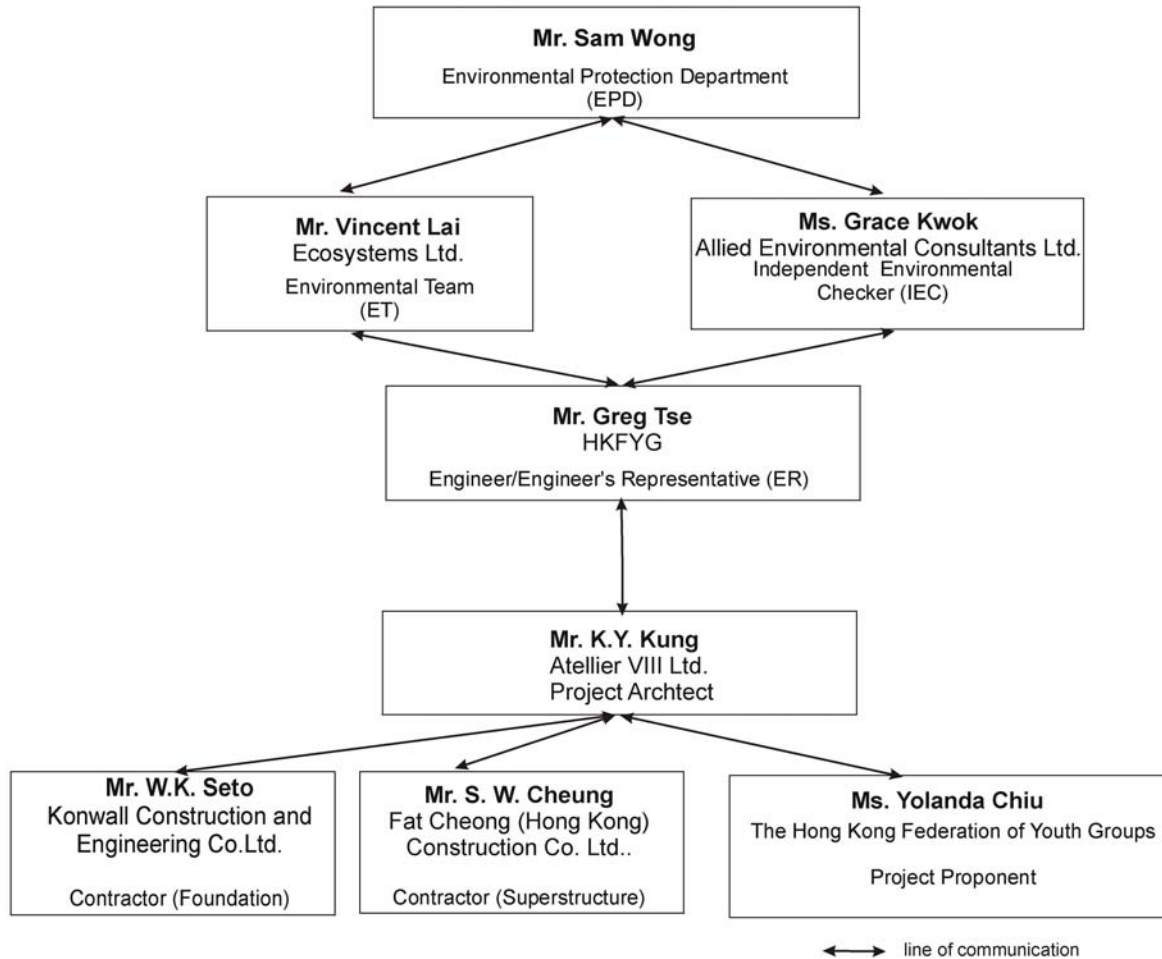 Mr. Sam Wong
Environmental Protection Department
(EPD)
Mr. Vincent Lai
Ecosystems Ltd.
Environmental Team
(ET)
Ms. Grace Kwok
Allied Environmental Consultants Ltd.
Independent Environmental
Checker (IEC)
Mr. Greg Tse
HKFYG
Engineer/Engineer's Representative (ER)
Mr. K.Y. Kung
Atellier VIII Ltd.
Project Archtect
Mr. W.K. Seto
Konwall Construction and
Engineering Co.Ltd.
Contractor (Foundation)
Mr. S. W. Cheung
Fat Cheong (Hong Kong)
Construction Co. Ltd..
Contractor (Superstructure)
Ms. Yolanda Chiu
The Hong Kong Federation of Youth Groups
Project Proponent
line of communication